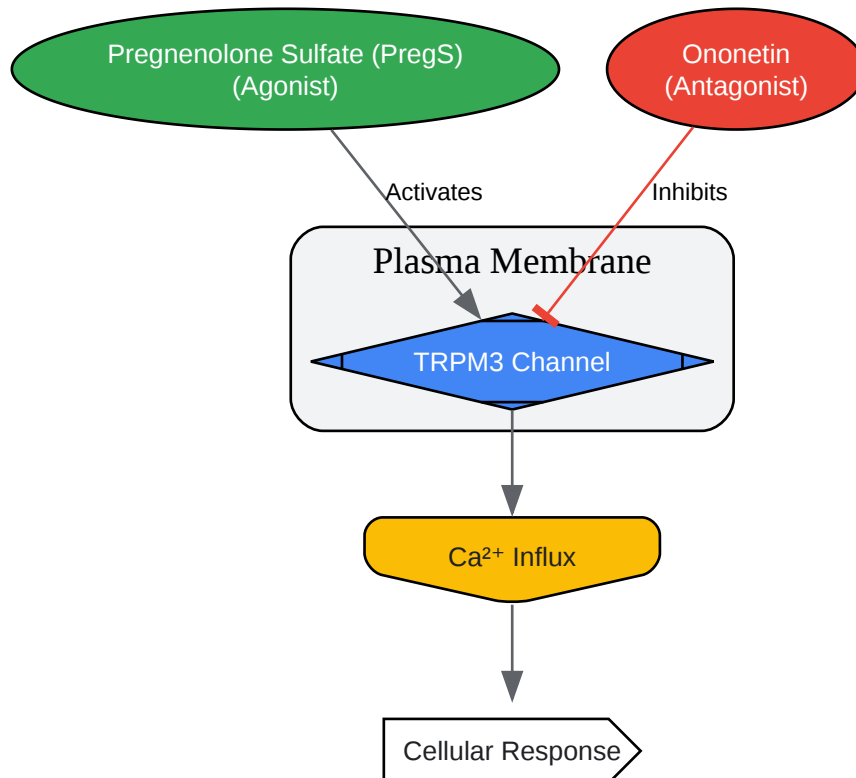 Pregnenolone Sulfate (PregS)
(Agonist)
Ononetin
(Antagonist)
Activates
Inhibits
Plasma Membrane
TRPM3 Channel
Ca²⁺ Influx
Cellular Response